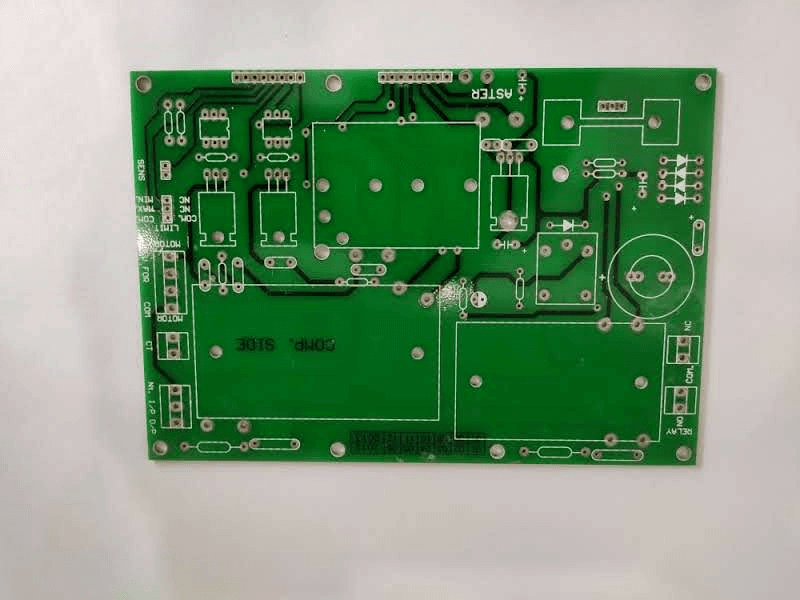 ASTER
SENS
MIN. NC
MAX. NC
COM. COM.
LIMIT
MOTOR
FOR
COM
MOTOR
CT
I/P O/P
COMP. SIDE
NC
COM.
NO
RELAY